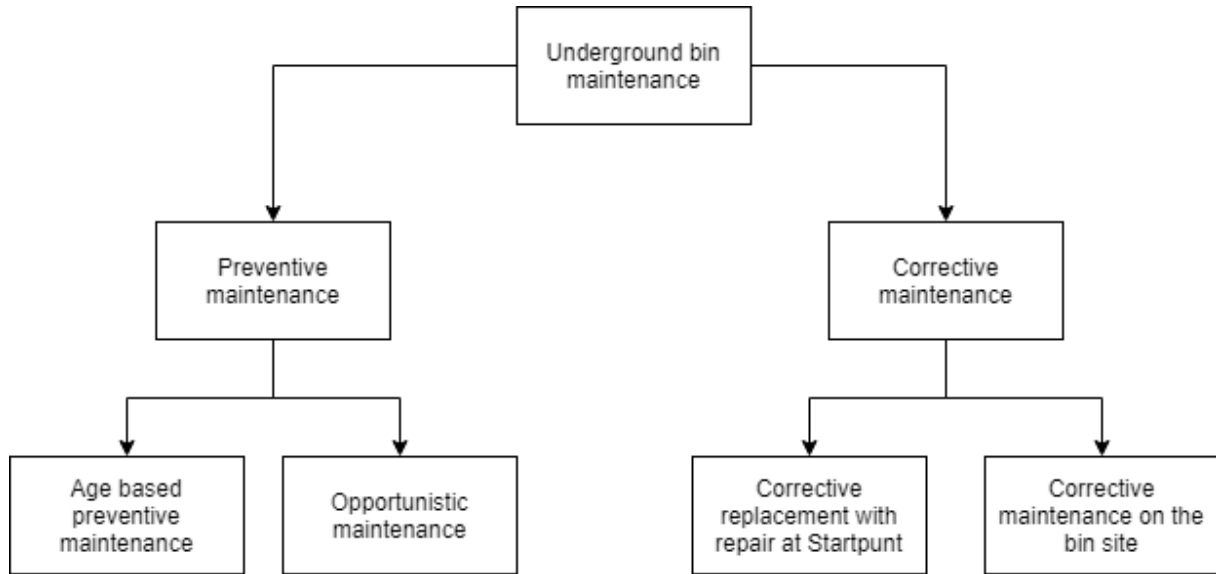 Underground bin
maintenance
Preventive
maintenance
Corrective
maintenance
Age based
preventive
maintenance
Opportunistic
maintenance
Corrective
replacement with
repair at Startpunt
Corrective
maintenance on the
bin site